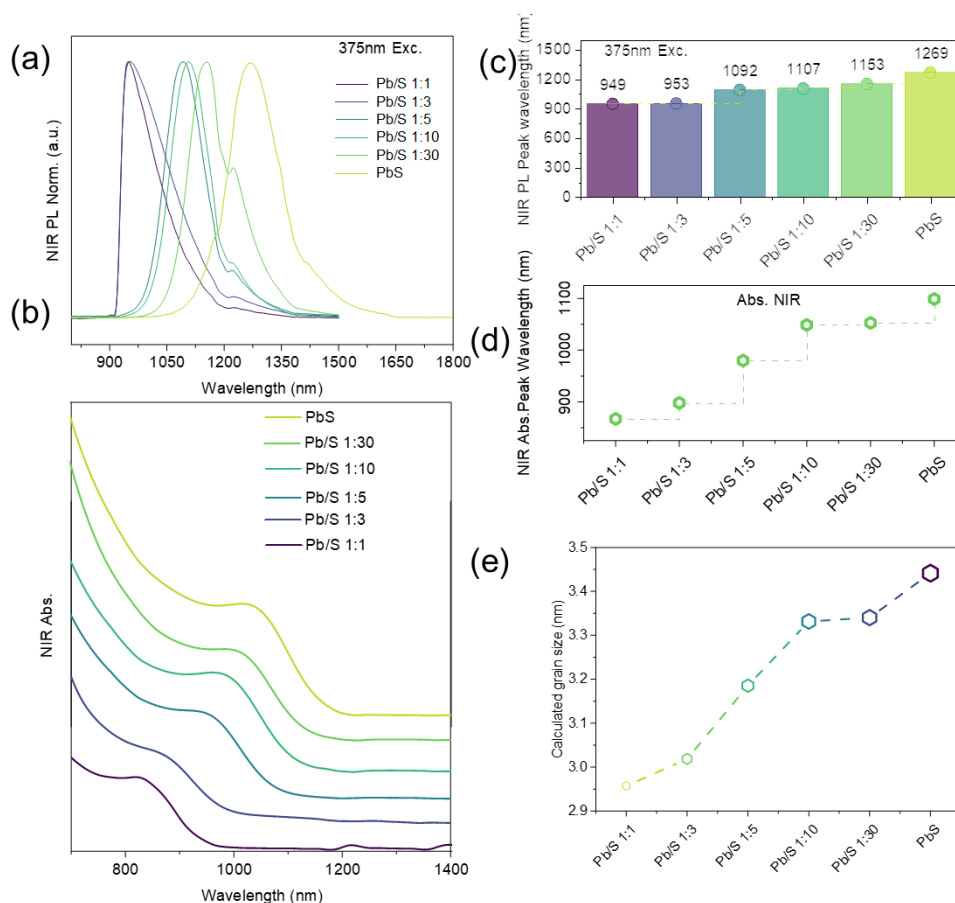 (a)
375nm Exc.
Pb/S 1:1
Pb/S 1:3
Pb/S 1:5
Pb/S 1:10
Pb/S 1:30
PbS
NIR PL Norm. (a.u.)
900 1050 1200 1350 1500 1650 1800
Wavelength (nm)
(b)
PbS
Pb/S 1:30
Pb/S 1:10
Pb/S 1:5
Pb/S 1:3
Pb/S 1:1
NIR Abs.
800 1000 1200 1400
Wavelength (nm)
(c)
375nm Exc.
NIR PL Peak wavelength (nm)
1500
1200
900
600
300
0
949 953 1092 1107 1153 1269
Pb/S 1:1 Pb/S 1:3 Pb/S 1:5 Pb/S 1:10 Pb/S 1:30 PbS
(d)
Abs. NIR
NIR Abs.Peak Wavelength (nm)
1100
1000
900
Pb/S 1:1 Pb/S 1:3 Pb/S 1:5 Pb/S 1:10 Pb/S 1:30 PbS
(e)
Calculated grain size (nm)
3.5
3.4
3.3
3.2
3.0
2.9
Pb/S 1:1 Pb/S 1:3 Pb/S 1:5 Pb/S 1:10 Pb/S 1:30 PbS